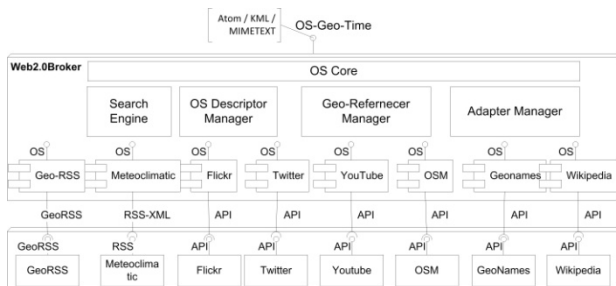 Atom / KML /
MIMETEXT
OS-Geo-Time
Web2.0Broker
OS Core
Search
Engine
OS Descriptor
Manager
Geo-Refernecer
Manager
Adapter Manager
OS OS OS OS OS OS OS OS
Geo-RSS Meteoclimatic Flickr Twitter YouTube OSM Geonames Wikipedia
GeoRSS RSS-XML API API API API API API
GeoRSS RSS API API API API API API
GeoRSS Meteoclima
tic Flickr Twitter Youtube OSM GeoNames Wikipedia